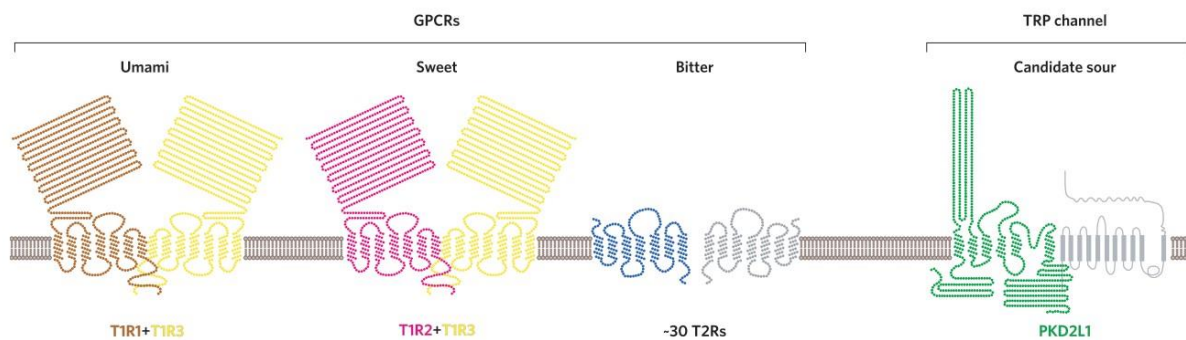 GPCRs
TRP channel
Umami
Sweet
Bitter
Candidate sour
T1R1+T1R3
T1R2+T1R3
~30 T2Rs
PKD2L1